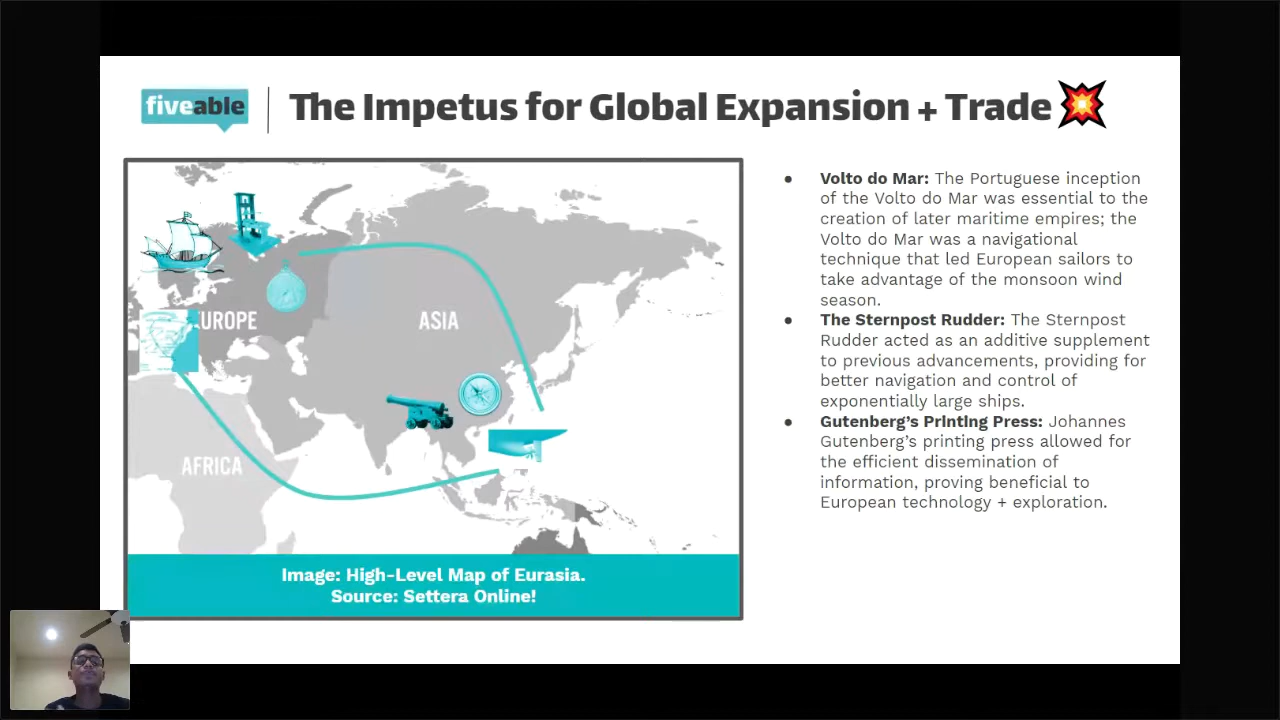 fiveable
The Impetus for Global Expansion + Trade
EUROPE
ASIA
AFRICA
Image: High-Level Map of Eurasia.
Source: Settera Online!
● Volto do Mar: The Portuguese inception
of the Volto do Mar was essential to the
creation of later maritime empires; the
Volto do Mar was a navigational
technique that led European sailors to
take advantage of the monsoon wind
season.
● The Sternpost Rudder: The Sternpost
Rudder acted as an additive supplement
to previous advancements, providing for
better navigation and control of
exponentially large ships.
● Gutenberg's Printing Press: Johannes
Gutenberg's printing press allowed for
the efficient dissemination of
information, proving beneficial to
European technology + exploration.